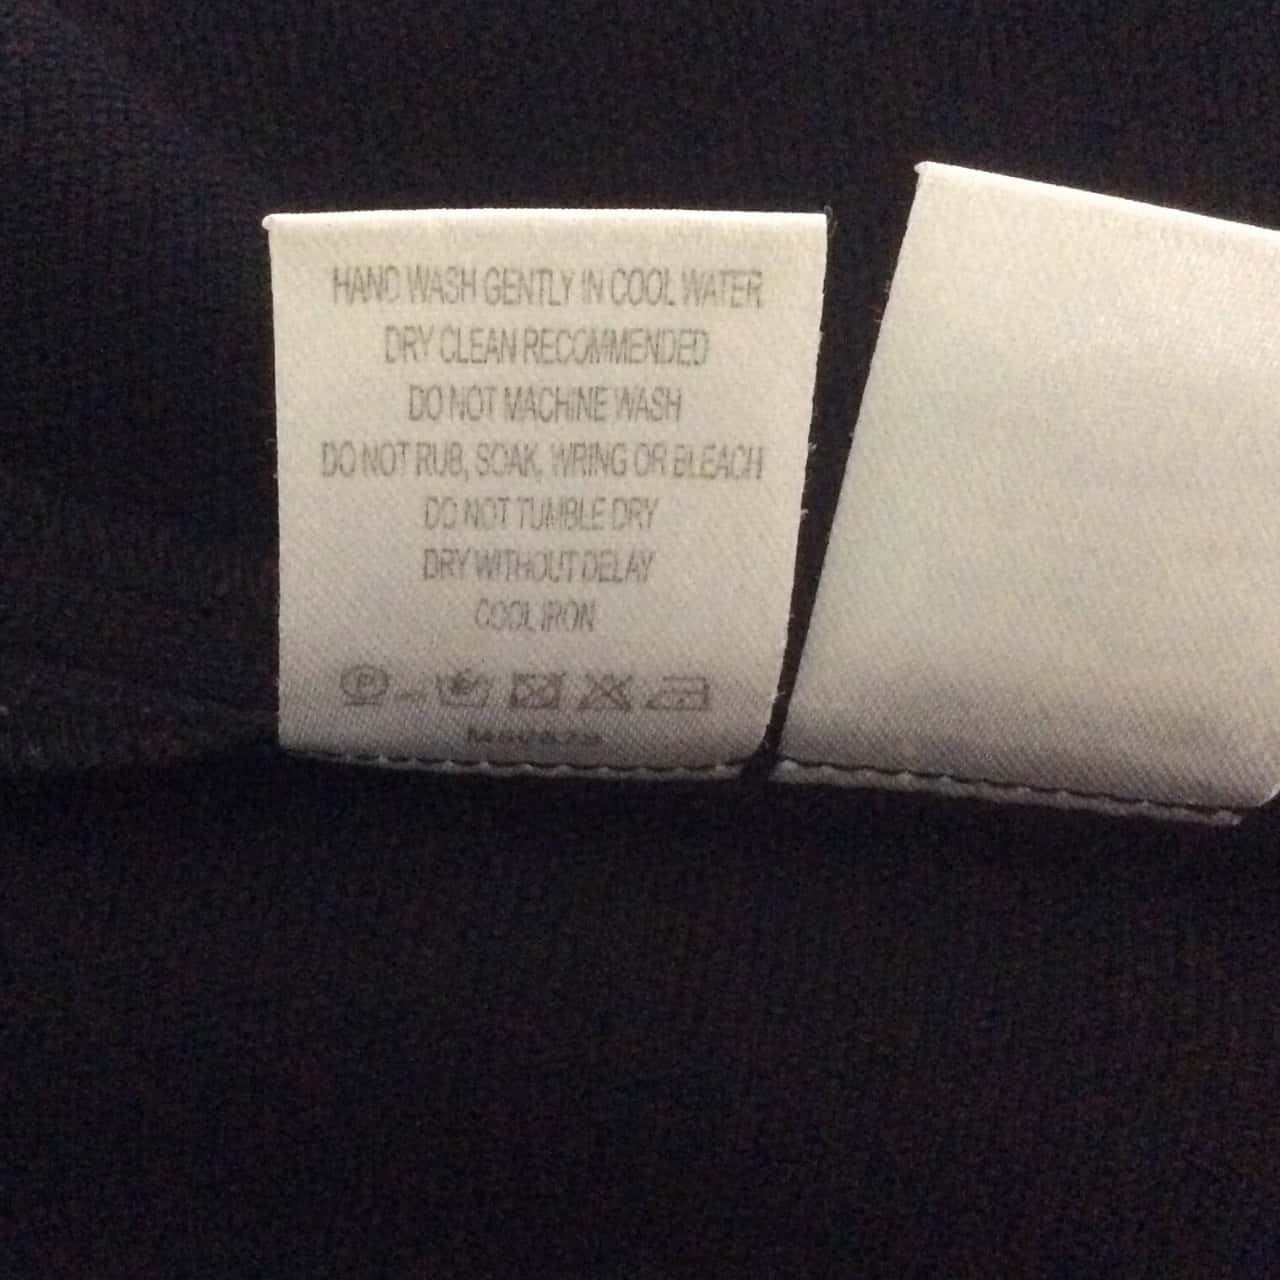 HAND WASH GENTLY IN COOL WATER
DRY CLEAN RECOMMENDED
DO NOT MACHINE WASH
DO NOT RUB, SOAK, WRING OR BLEACH
DO NOT TUMBLE DRY
DRY WITHOUT DELAY
COOL IRON
P